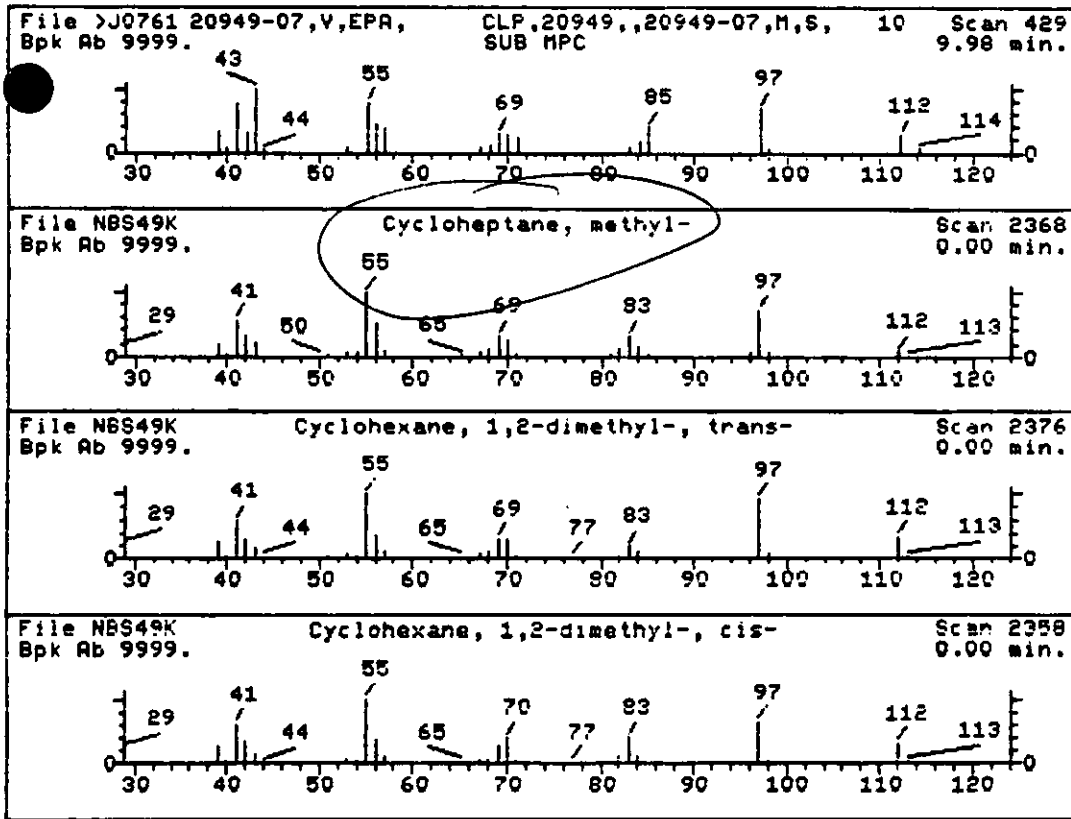 File >J0761 20949-07,V,EPA, CLP,20949,,20949-07,M,S, 10 Scan 429
Bpk Ab 9999. SUB MPC 9.98 min.
43 55 97
69 85 112 114
44
0 0
30 40 50 60 70 80 90 100 110 120
File NBS49K Cycloheptane, methyl- Scan 2368
Bpk Ab 9999. 0.00 min.
55 97
41 69
29 50 65 112 113
0 0
30 40 50 60 70 80 90 100 110 120
File NBS49K Cyclohexane, 1,2-dimethyl-, trans- Scan 2376
Bpk Ab 9999. 0.00 min.
55 97
41 69 112
29 44 65 77 83 113
0 0
30 40 50 60 70 80 90 100 110 120
File NBS49K Cyclohexane, 1,2-dimethyl-, cis- Scan 2358
Bpk Ab 9999. 0.00 min.
55 97
41 70 83 112
29 44 65 77 113
0 0
30 40 50 60 70 80 90 100 110 120